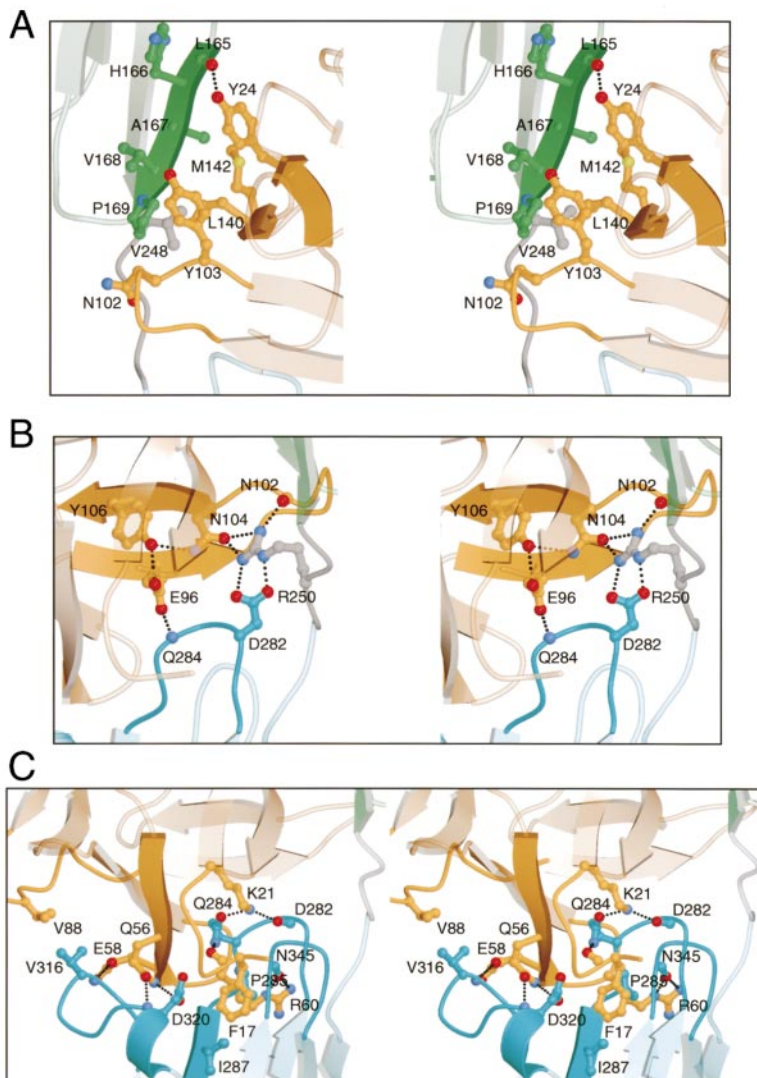 A
L165
L165
H166
Y24
H166
Y24
A167
A167
V168
M142
V168
M142
P169
L140
P169
L140
V248
V248
Y103
Y103
N102
N102
B
N102
N102
Y106
N104
Y106
N104
E96
R250
E96
R250
Q284
D282
Q284
D282
C
K21
K21
Q284
D282
Q284
D282
V88
Q56
V88
Q56
E58
N345
E58
N345
V316
P285
V316
P285
R60
R60
D320
D320
F17
F17
I287
I287